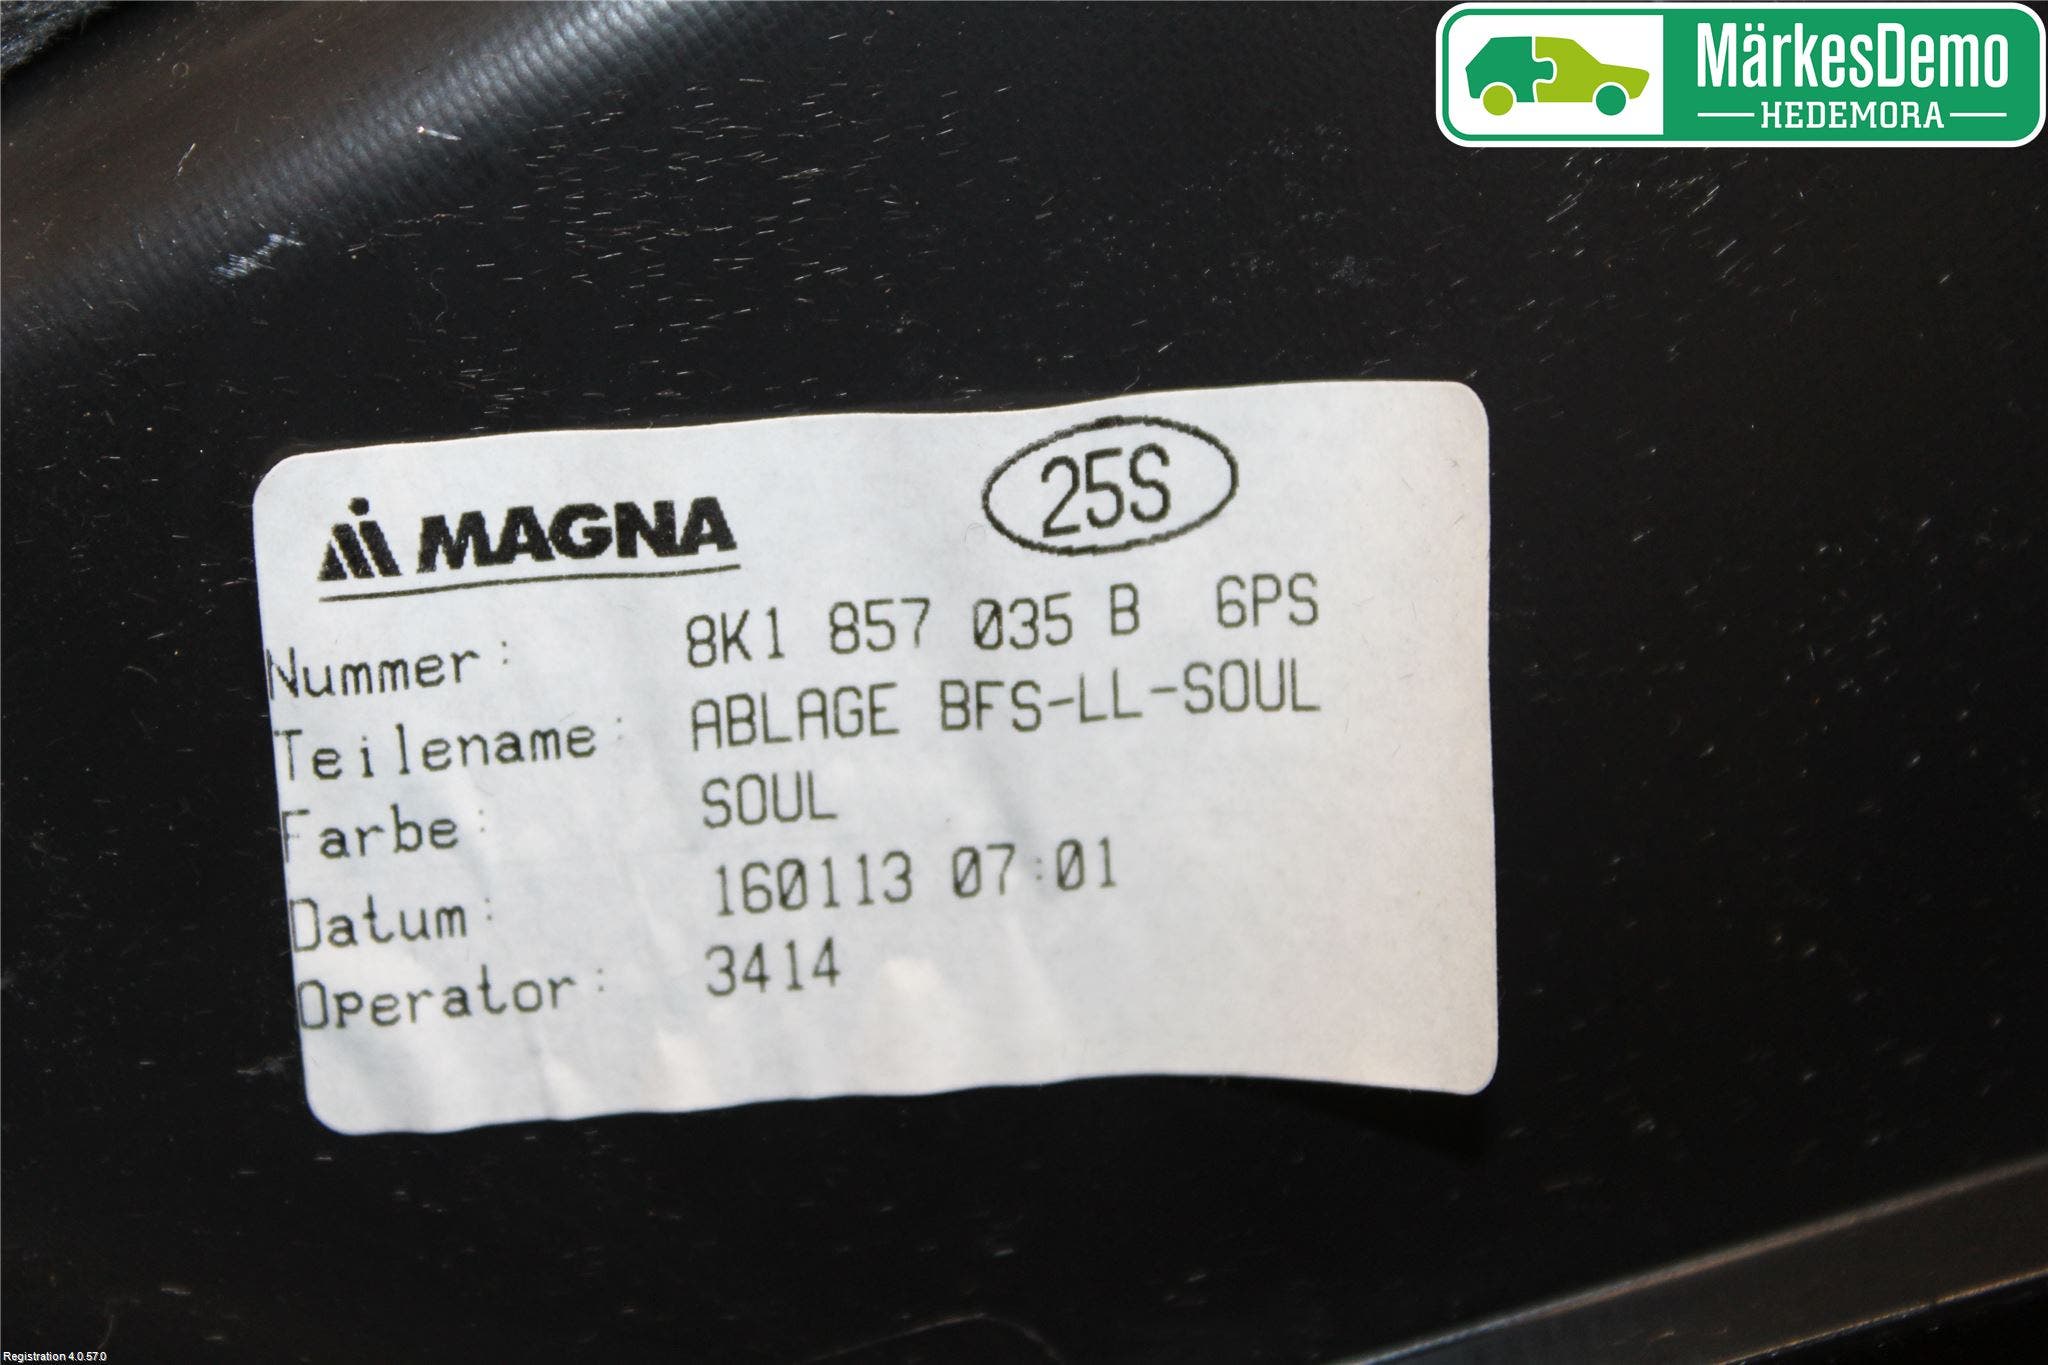 MärkesDemo
HEDEMORA
MAGNA
25S
Nummer: 8K1 857 035 B 6PS
Teilename: ABLAGE BFS-LL-SOUL
Farbe: SOUL
Datum: 160113 07:01
Operator: 3414
Registration 4.0.57.0